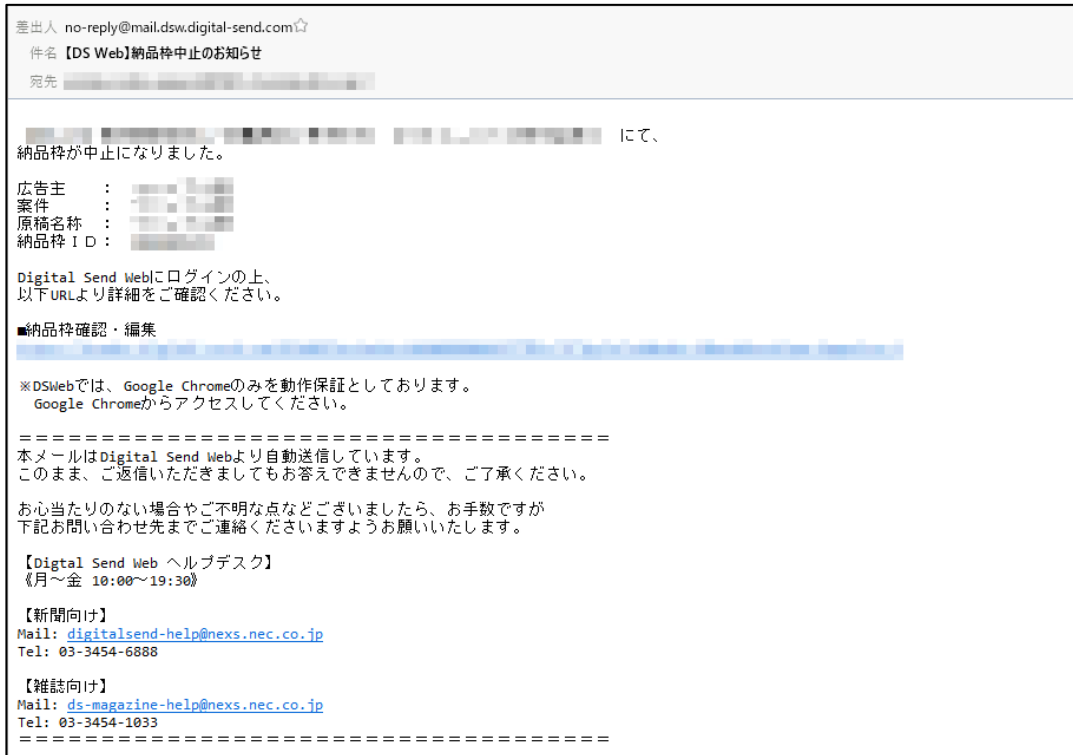 差出人 no-reply@mail.dsw.digital-send.com☆
件名 【DS Web】納品枠中止のお知らせ
宛先
にて、
納品枠が中止になりました。
広告主 :
案件 :
原稿名称 :
納品枠ID:
Digital Send Webにログインの上、
以下URLより詳細をご確認ください。
■納品枠確認・編集
※DSWebでは、Google Chromeのみを動作保証としております。
Google Chromeからアクセスしてください。
====================================
本メールはDigital Send Webより自動送信しています。
このまま、ご返信いただきましてもお答えできませんので、ご了承ください。
お心当たりのない場合やご不明な点などございましたら、お手数ですが
下記お問い合わせ先までご連絡くださいますようお願いいたします。
【Digtal Send Web ヘルプデスク】
《月～金 10:00～19:30》
【新聞向け】
Mail: digitalsend-help@nexs.nec.co.jp
Tel: 03-3454-6888
【雑誌向け】
Mail: ds-magazine-help@nexs.nec.co.jp
Tel: 03-3454-1033
====================================